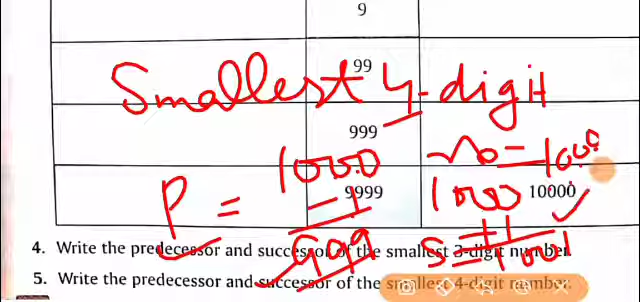 9
99
Smallest 4-digit
999
no = 1000
P = 1000 - 1 999
9999
1000 + 1
10000
S = 1001
4. Write the predecessor and successor of the smallest 3-digit number.
5. Write the predecessor and successor of the smallest 4-digit number.